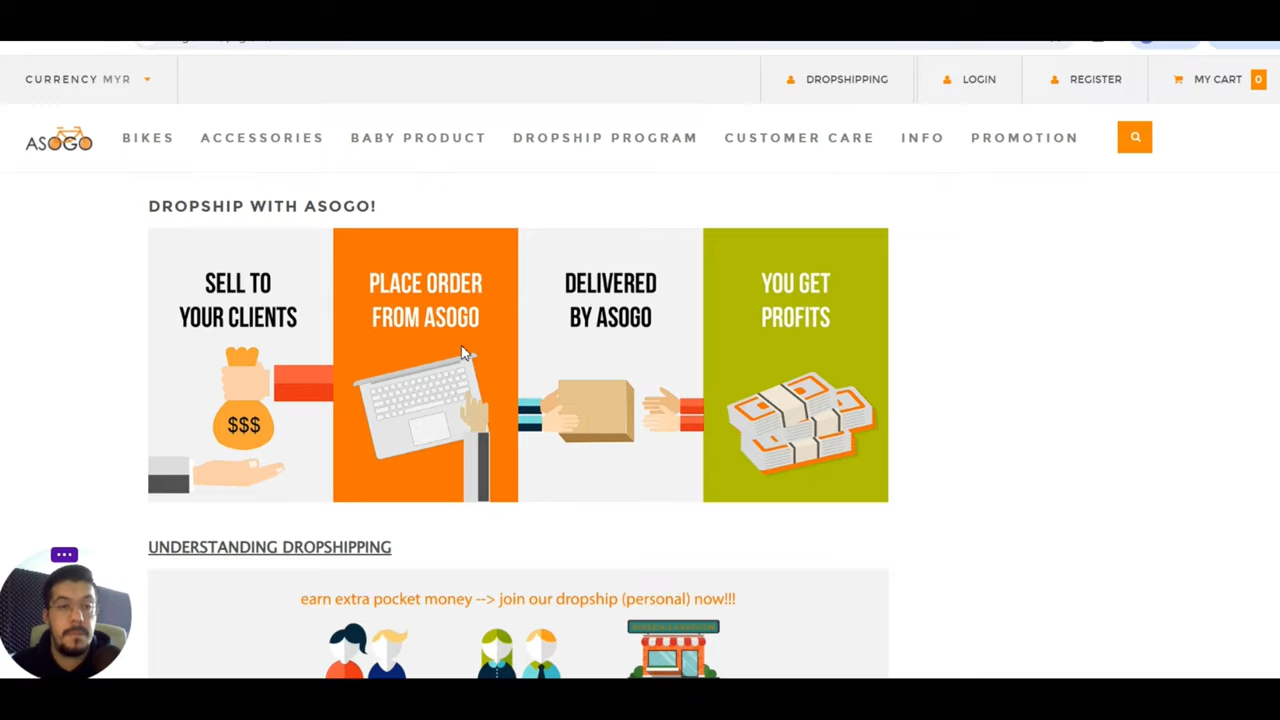 CURRENCY MYR
DROPSHIPPING
LOGIN
REGISTER
MY CART 0
ASOGO
BIKES
ACCESSORIES
BABY PRODUCT
DROPSHIP PROGRAM
CUSTOMER CARE
INFO
PROMOTION
DROPSHIP WITH ASOGO!
SELL TO
YOUR CLIENTS
$$$
PLACE ORDER
FROM ASOGO
DELIVERED
BY ASOGO
YOU GET
PROFITS
UNDERSTANDING DROPSHIPPING
earn extra pocket money --> join our dropship (personal) now!!!